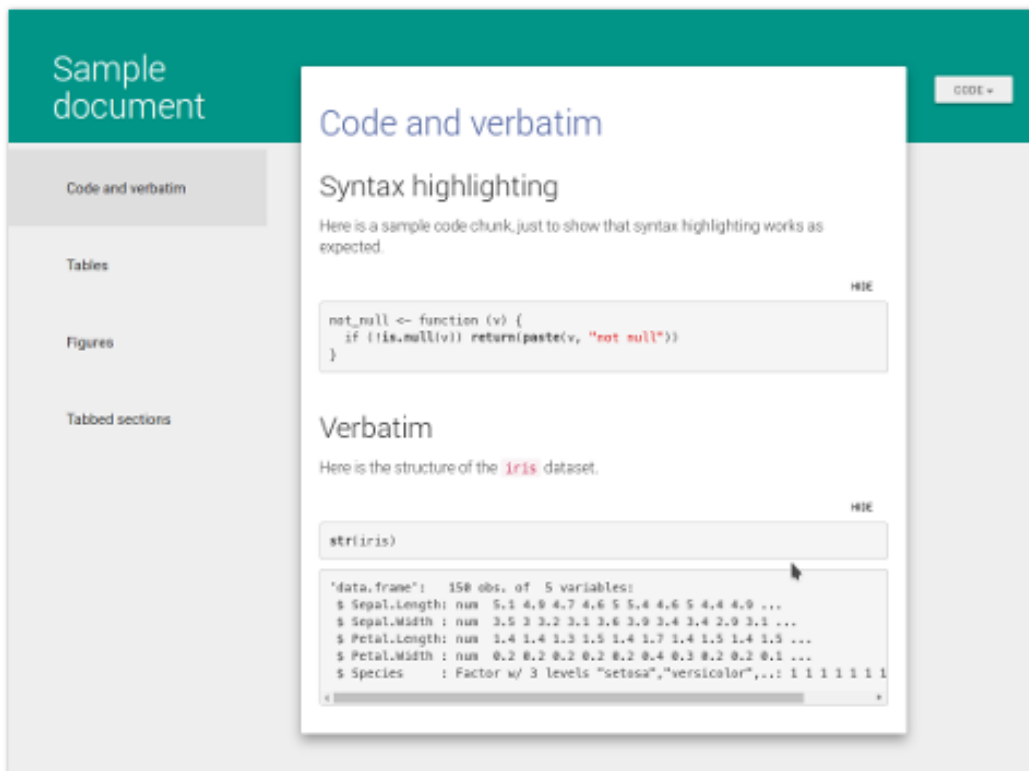 Sample
document
CODE
Code and verbatim
Tables
Figures
Tabbed sections
Code and verbatim
Syntax highlighting
Here is a sample code chunk, just to show that syntax highlighting works as
expected.
HIDE
not_null <- function (v) {
  if (!is.null(v)) return(paste(v, "not null"))
}
Verbatim
Here is the structure of the iris dataset.
HIDE
str(iris)
'data.frame':   150 obs. of  5 variables:
 $ Sepal.Length: num  5.1 4.9 4.7 4.6 5 5.4 4.6 5 4.4 4.9 ...
 $ Sepal.Width : num  3.5 3 3.2 3.1 3.6 3.9 3.4 3.4 2.9 3.1 ...
 $ Petal.Length: num  1.4 1.4 1.3 1.5 1.4 1.7 1.4 1.5 1.4 1.5 ...
 $ Petal.Width : num  0.2 0.2 0.2 0.2 0.2 0.4 0.3 0.2 0.2 0.1 ...
 $ Species     : Factor w/ 3 levels "setosa","versicolor",..: 1 1 1 1 1 1 1